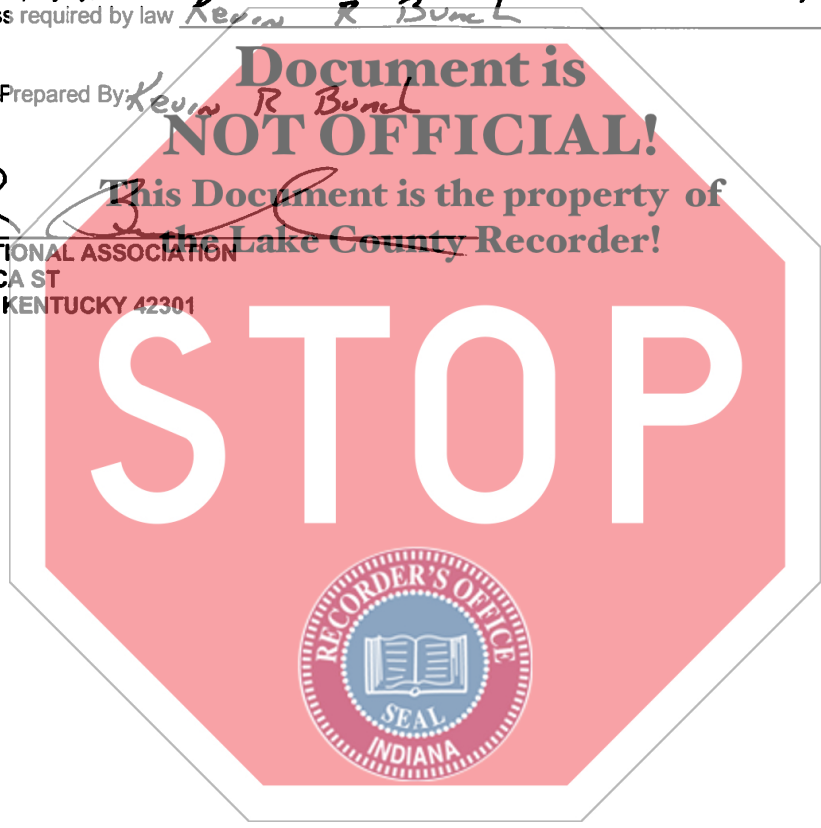 s required by law Kevin R Bunch
Document is
Prepared By: Kevin R Bunch
NOT OFFICIAL!
This Document is the property of
the Lake County Recorder!
TIONAL ASSOCIATION
CA ST
KENTUCKY 42301
STOP
RECORDER'S OFFICE
SEAL
INDIANA